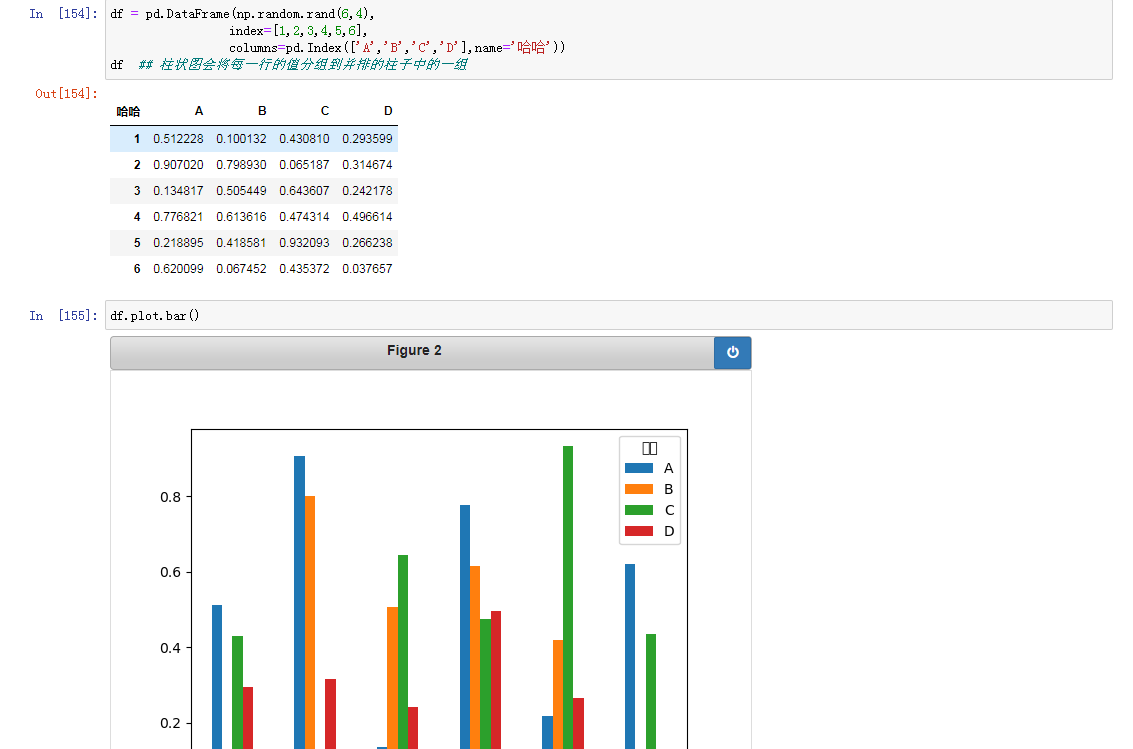 In [154]: df = pd.DataFrame(np.random.rand(6,4),
index=[1,2,3,4,5,6],
columns=pd.Index(['A','B','C','D'],name='哈哈'))
df ## 柱状图会将每一行的值分组到并排的柱子中的一组
Out[154]:
哈哈 A B C D
1 0.512228 0.100132 0.430810 0.293599
2 0.907020 0.798930 0.065187 0.314674
3 0.134817 0.505449 0.643607 0.242178
4 0.776821 0.613616 0.474314 0.496614
5 0.218895 0.418581 0.932093 0.266238
6 0.620099 0.067452 0.435372 0.037657
In [155]: df.plot.bar()
Figure 2
A
B
C
D
0.8
0.6
0.4
0.2